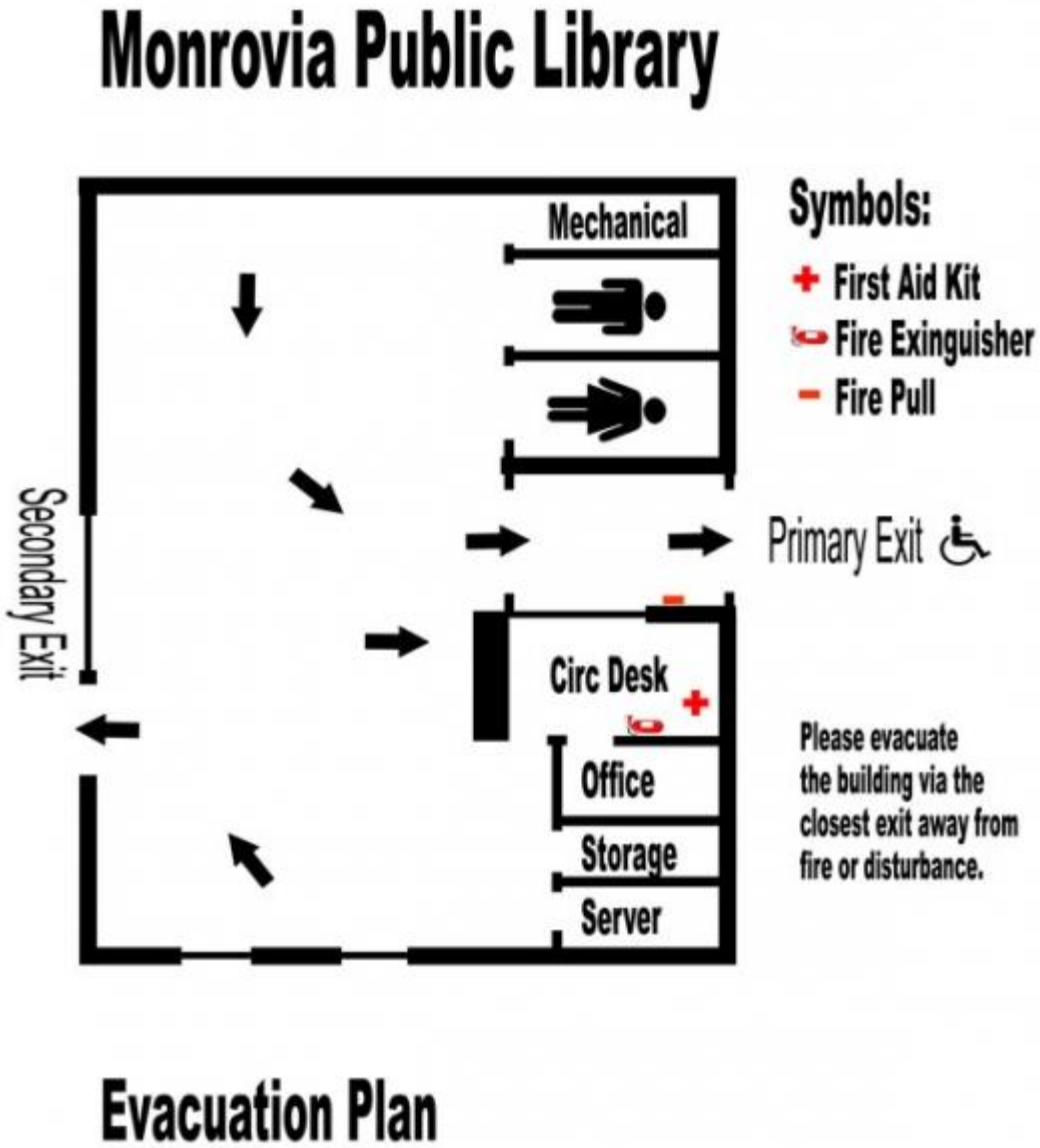 Monrovia Public Library
Mechanical
Symbols:
First Aid Kit
Fire Exinguisher
Fire Pull
Secondary Exit
Primary Exit
Circ Desk
Office
Storage
Server
Please evacuate
the building via the
closest exit away from
fire or disturbance.
Evacuation Plan